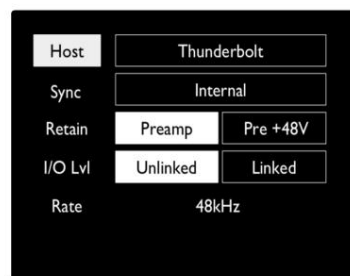 Host Thunderbolt
Sync Internal
Retain Preamp Pre +48V
I/O Lvl Unlinked Linked
Rate 48kHz